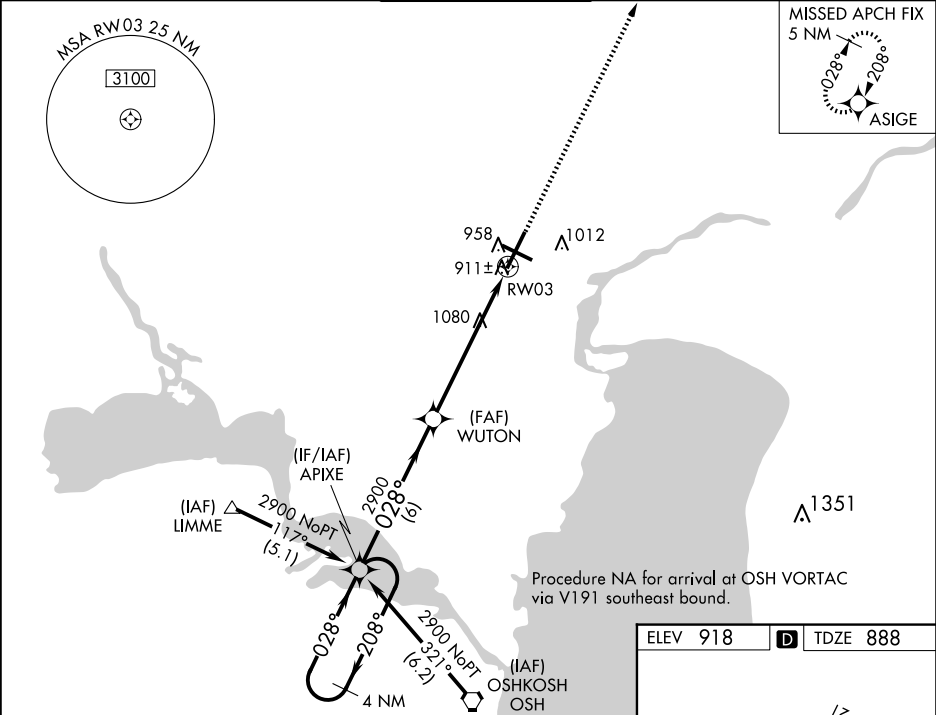 MSA RW03 25 NM
3100
MISSED APCH FIX
5 NM
028°
208°
ASIGE
958
1012
911±
RW03
1080
(FAF)
WUTON
(IF/IAF)
APIXE
2900
028°
(6)
(IAF)
LIMME
2900 NoPT
117°
(5.1)
1351
Procedure NA for arrival at OSH VORTAC
via V191 southeast bound.
028°
208°
4 NM
2900 NoPT
321°
(6.2)
(IAF)
OSHKOSH
OSH
ELEV 918 D TDZE 888